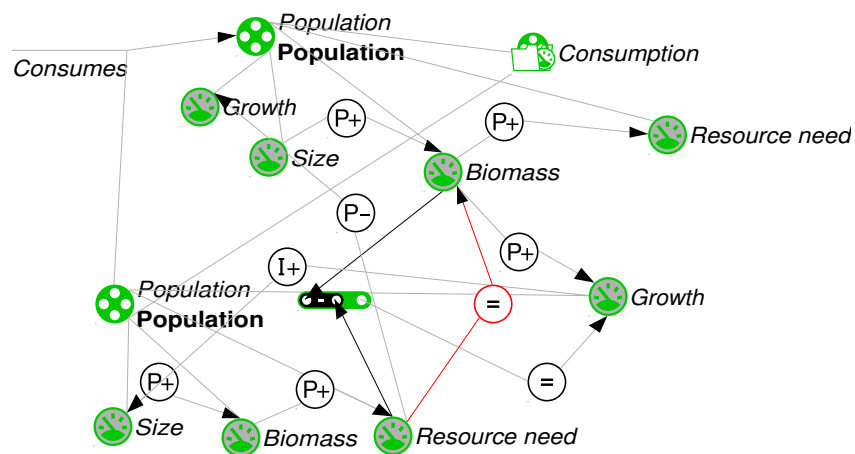 Population
Population
Consumes
Consumption
Growth
P+
P+
Size
Resource need
Biomass
P-
P+
I+
Population
Population
-
=
Growth
P+
P+
=
Size
Biomass
Resource need